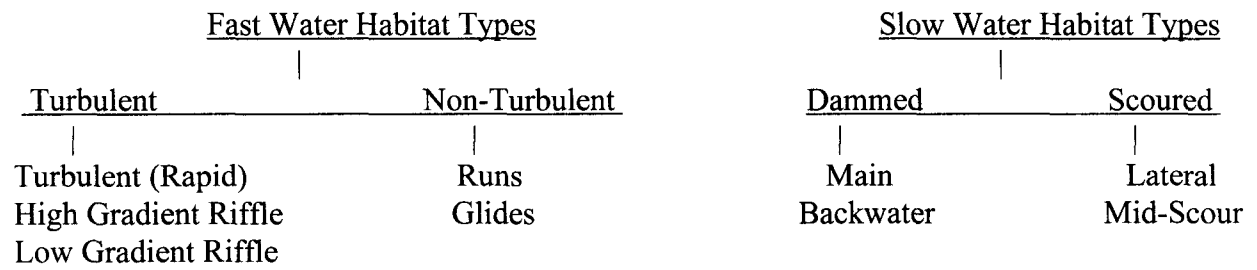 Fast Water Habitat Types Slow Water Habitat Types
Turbulent Non-Turbulent Dammed Scoured
Turbulent (Rapid) Runs Main Lateral
High Gradient Riffle Glides Backwater Mid-Scour
Low Gradient Riffle